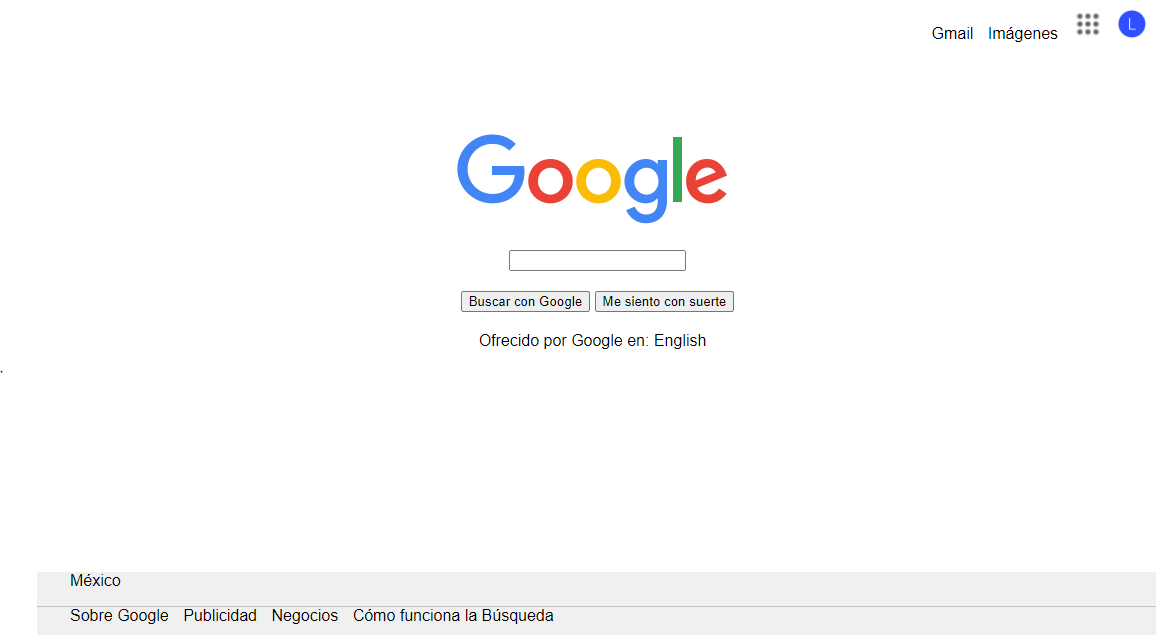 Gmail Imágenes L
Google
Buscar con Google Me siento con suerte
Ofrecido por Google en: English
.
México
Sobre Google Publicidad Negocios Cómo funciona la Búsqueda